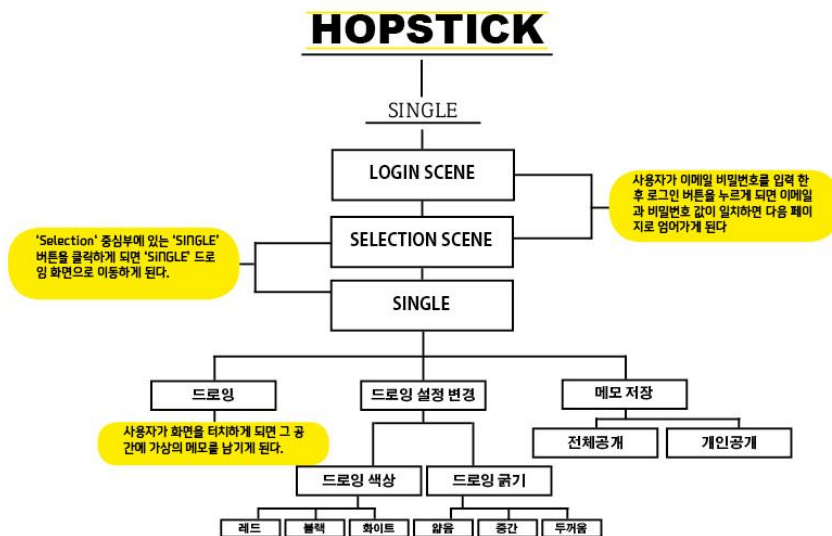 HOPSTICK
SINGLE
LOGIN SCENE
사용자가 이메일 비밀번호를 입력 한
후 로그인 버튼을 누르게 되면 이메일
과 비밀번호 값이 일치하면 다음 페이
지로 넘어가게 된다
SELECTION SCENE
'Selection' 중심부에 있는 'SINGLE'
버튼을 클릭하게 되면 'SiNGLE' 드로
잉 화면으로 이동하게 된다.
SINGLE
드로잉
드로잉 설정 변경
메모 저장
사용자가 화면을 터치하게 되면 그 공
간에 가상의 메모를 남기게 된다.
전체공개
개인공개
드로잉 색상
드로잉 굵기
레드
블랙
화이트
얇음
중간
두꺼움